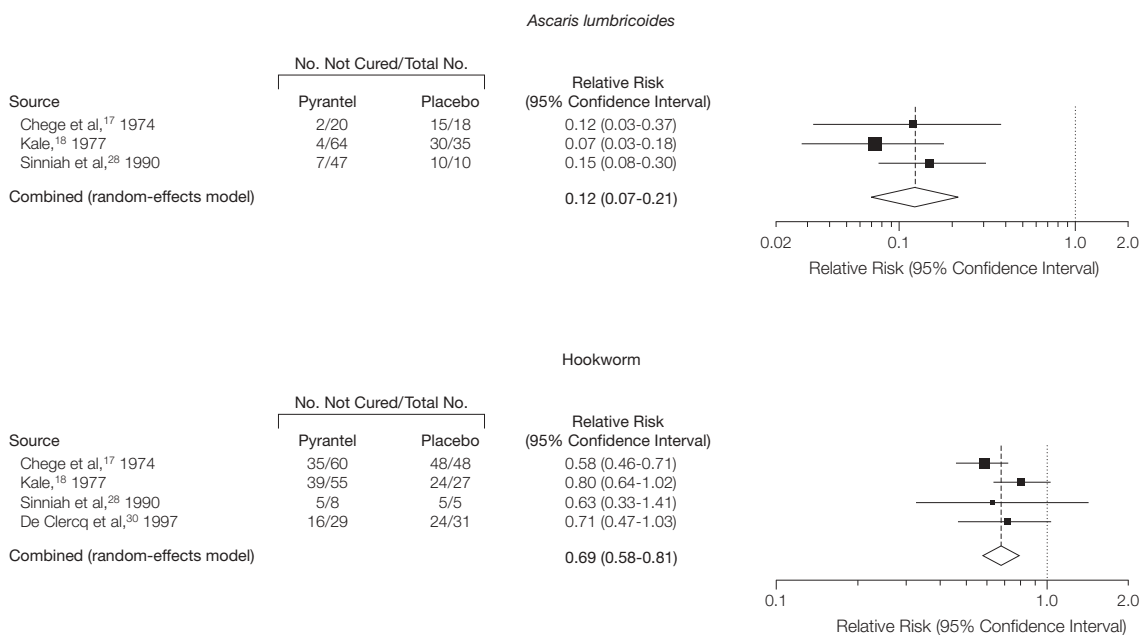 Ascaris lumbricoides
No. Not Cured/Total No.
Relative Risk
Source Pyrantel Placebo (95% Confidence Interval)
Chege et al,17 1974 2/20 15/18 0.12 (0.03-0.37)
Kale,18 1977 4/64 30/35 0.07 (0.03-0.18)
Sinniah et al,28 1990 7/47 10/10 0.15 (0.08-0.30)
Combined (random-effects model) 0.12 (0.07-0.21)
0.02 0.1 1.0 2.0
Relative Risk (95% Confidence Interval)
Hookworm
No. Not Cured/Total No.
Relative Risk
Source Pyrantel Placebo (95% Confidence Interval)
Chege et al,17 1974 35/60 48/48 0.58 (0.46-0.71)
Kale,18 1977 39/55 24/27 0.80 (0.64-1.02)
Sinniah et al,28 1990 5/8 5/5 0.63 (0.33-1.41)
De Clercq et al,30 1997 16/29 24/31 0.71 (0.47-1.03)
Combined (random-effects model) 0.69 (0.58-0.81)
0.1 1.0 2.0
Relative Risk (95% Confidence Interval)